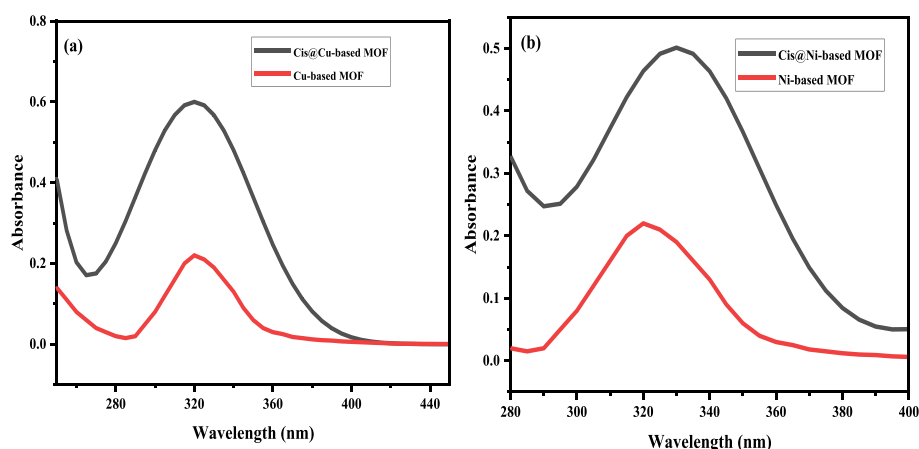 (a)
Cis@Cu-based MOF
Cu-based MOF
0.8
0.6
0.4
0.2
0.0
Absorbance
280 320 360 400 440
Wavelength (nm)
(b)
Cis@Ni-based MOF
Ni-based MOF
0.5
0.4
0.3
0.2
0.1
0.0
Absorbance
280 300 320 340 360 380 400
Wavelength (nm)